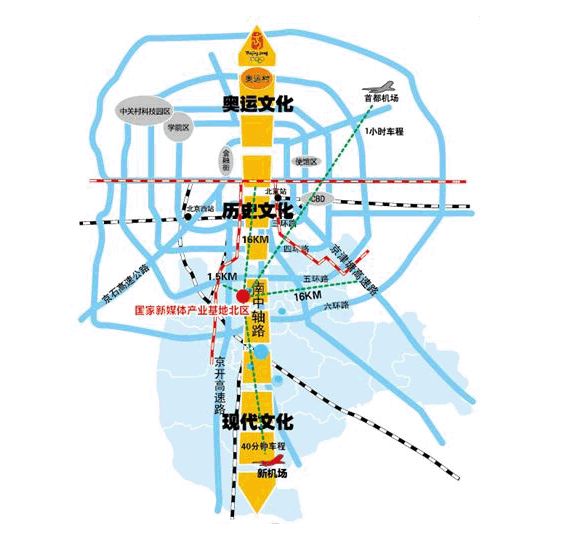 Beijing 2008
奥运村
奥运文化
首都机场
中关村科技园区
学院区
1小时车程
金融街
使馆区
北京站
CBD
北京西站
历史文化
三环路
16KM
四环路
京津塘高速路
1.5KM
五环路
京石高速公路
南中轴路
16KM
六环路
国家新媒体产业基地北区
京开高速路
现代文化
40分钟车程
新机场